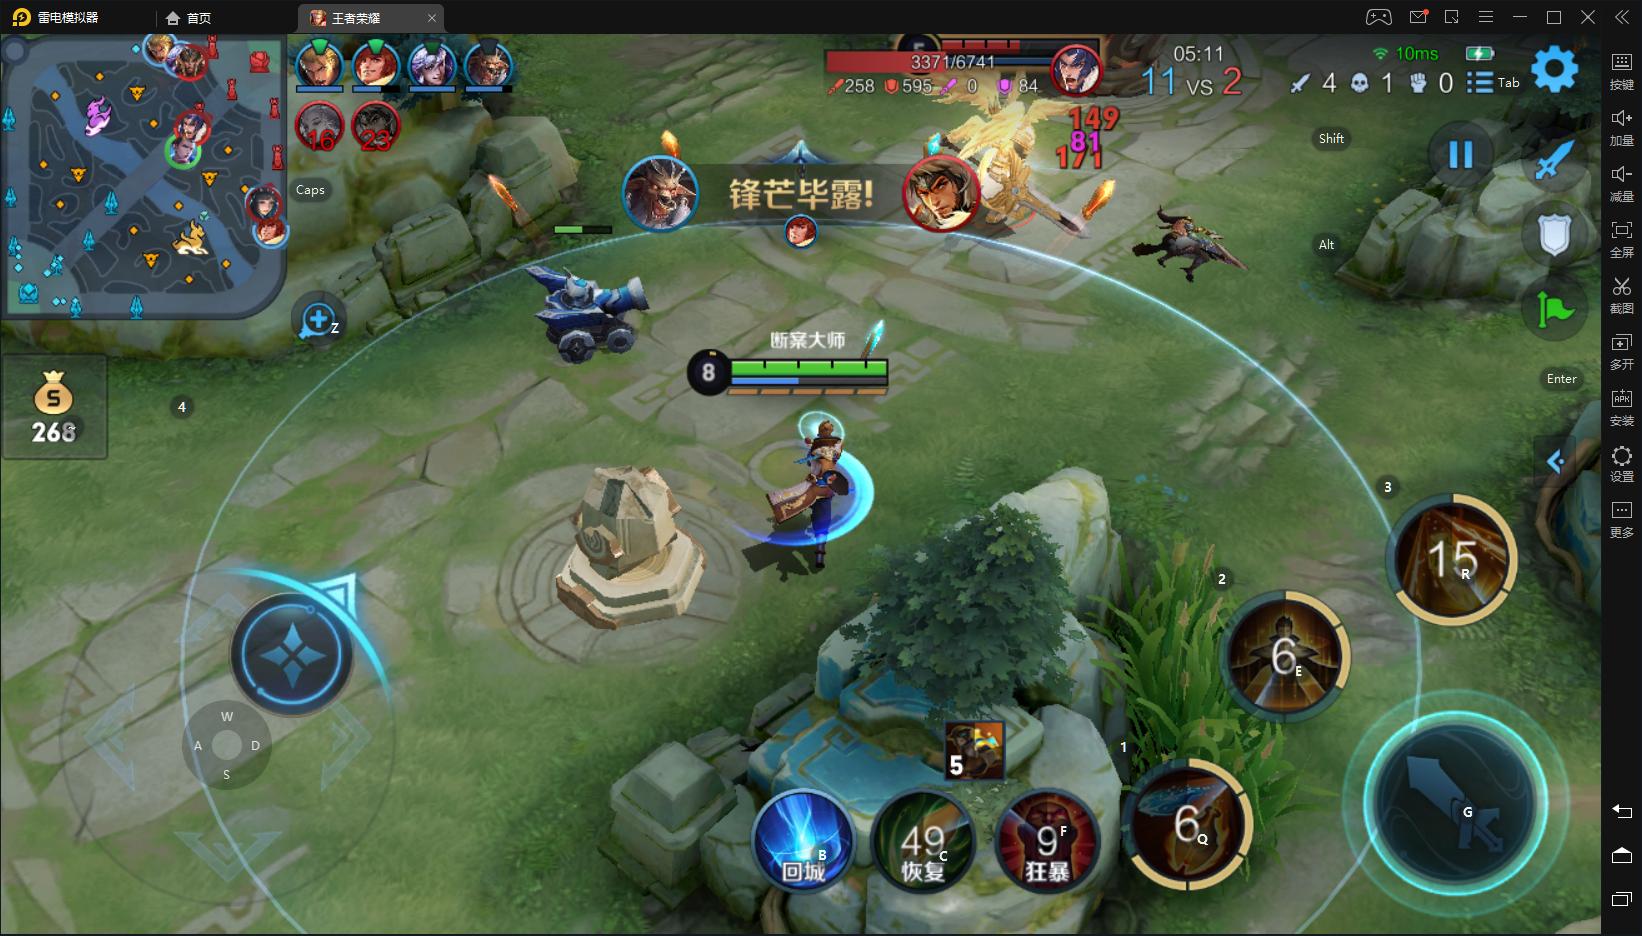 雷电模拟器
首页
王者荣耀
按键
加量
减量
全屏
截图
多开
安装
设置
更多
APK
16
23
Caps
3371/6741
258 595 0 84
05:11
11 VS 2
10ms
4 1 0
Tab
Shift
Alt
Enter
149
81
171
锋芒毕露!
Z
断案大师
8
S
268
4
W
A D
S
3
15
R
2
6
E
1
6
Q
G
5
B
回城
49
C
恢复
9
F
狂暴